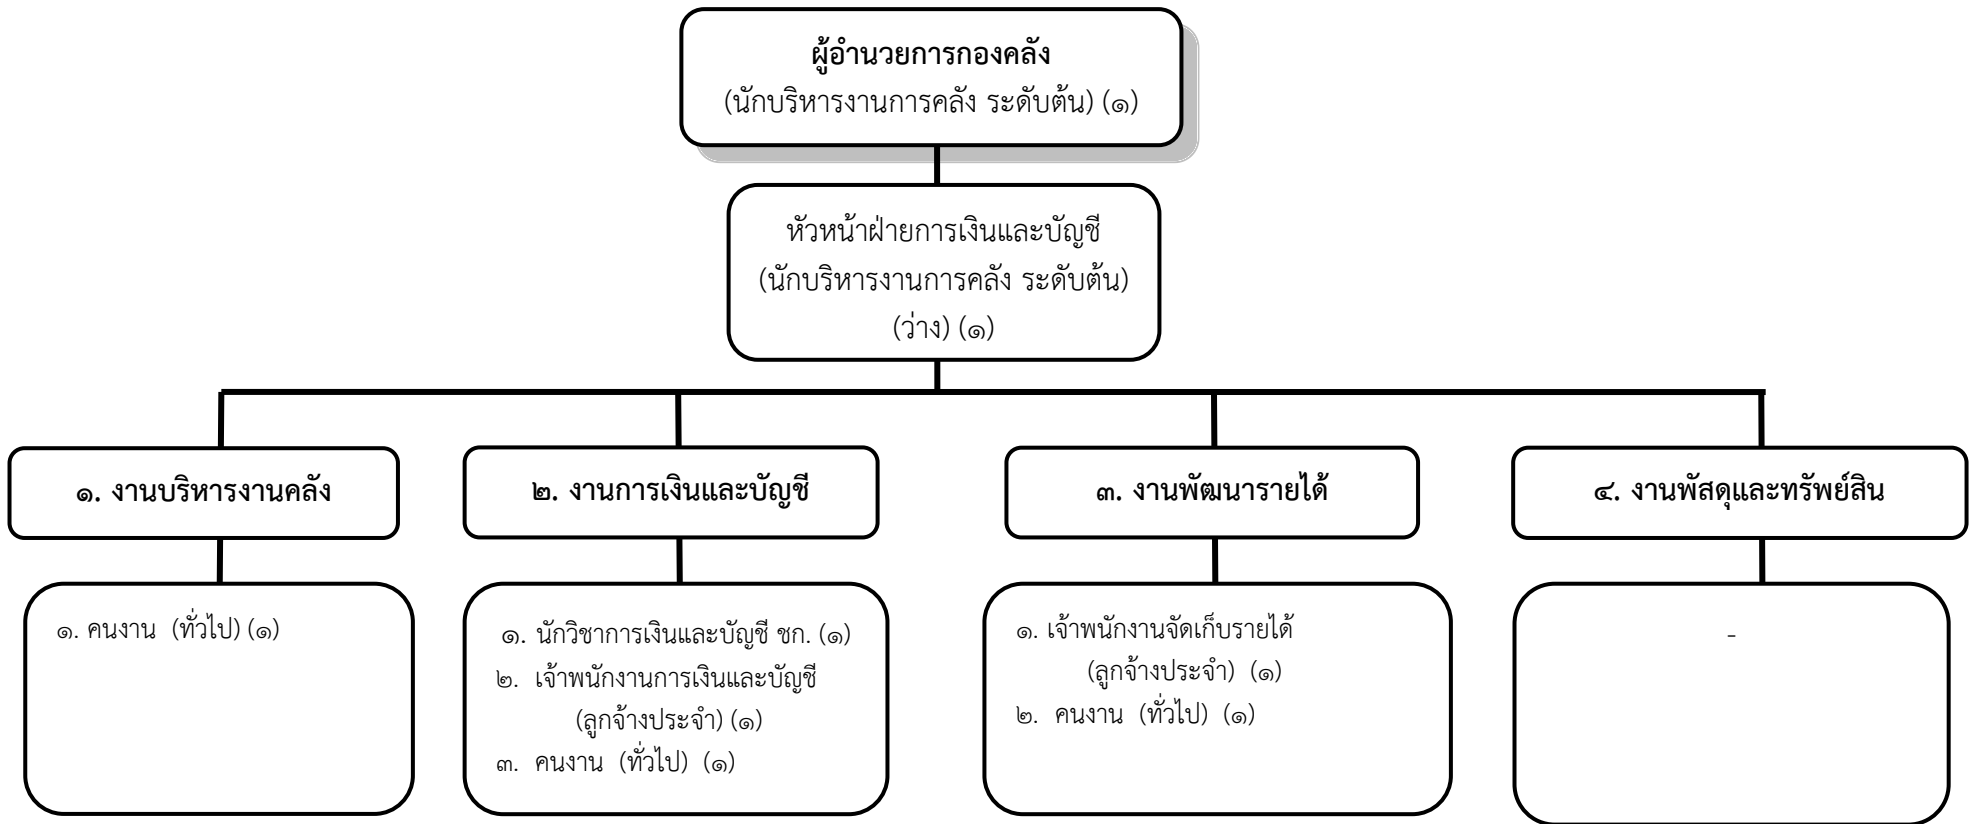 ผู้อำนวยการกองคลัง
(นักบริหารงานการคลัง ระดับต้น) (๑)
หัวหน้าฝ่ายการเงินและบัญชี
(นักบริหารงานการคลัง ระดับต้น)
(ว่าง) (๑)
๑. งานบริหารงานคลัง
๒. งานการเงินและบัญชี
๓. งานพัฒนารายได้
๔. งานพัสดุและทรัพย์สิน
๑. คนงาน (ทั่วไป) (๑)
๑. นักวิชาการเงินและบัญชี ชก. (๑)
๒. เจ้าพนักงานการเงินและบัญชี
(ลูกจ้างประจำ) (๑)
๓. คนงาน (ทั่วไป) (๑)
๑. เจ้าพนักงานจัดเก็บรายได้
(ลูกจ้างประจำ) (๑)
๒. คนงาน (ทั่วไป) (๑)
-